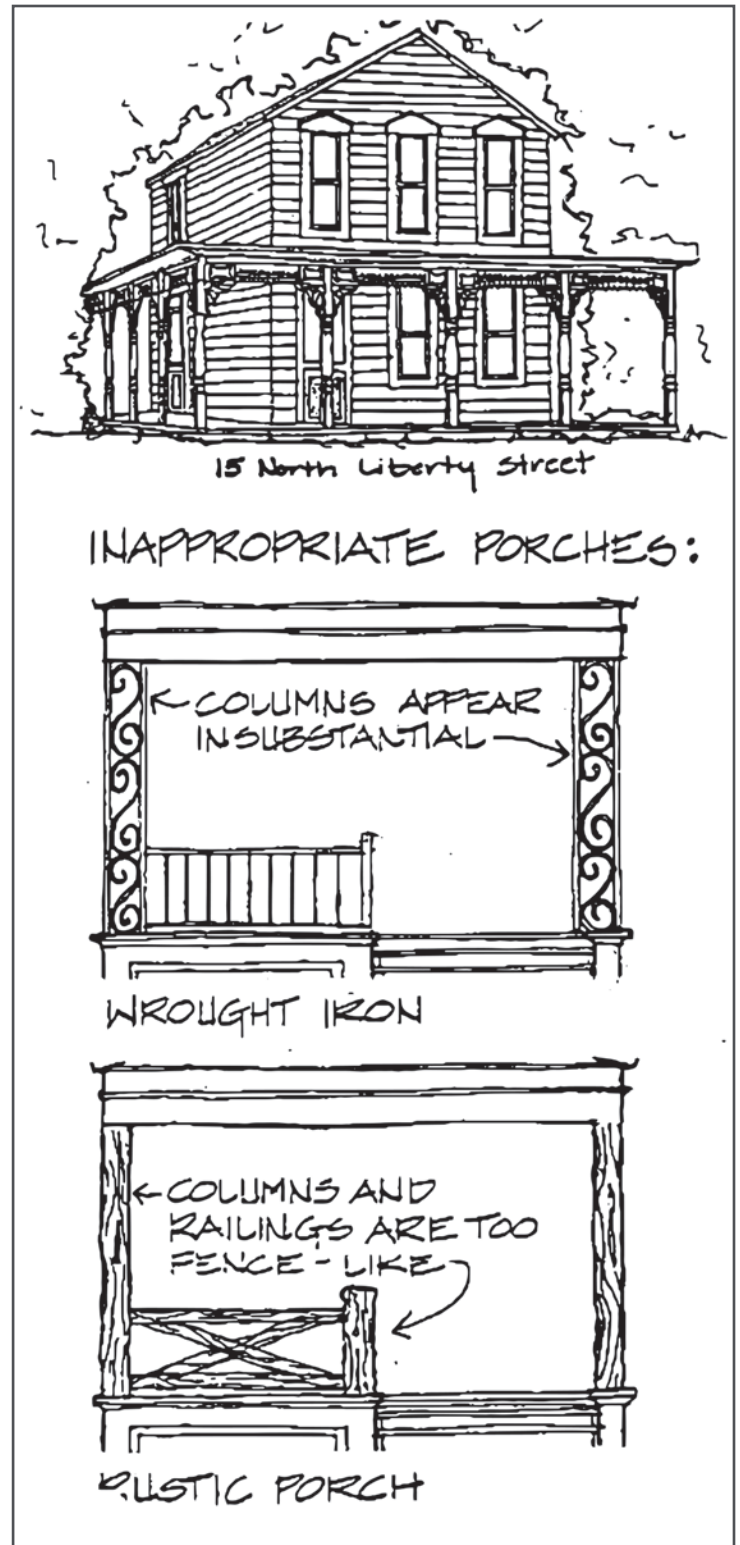 15 North Liberty Street
INAPPROPRIATE PORCHES:
COLUMNS APPEAR
INSUBSTANTIAL
WROUGHT IRON
COLUMNS AND
RAILINGS ARE TOO
FENCE-LIKE
RUSTIC PORCH